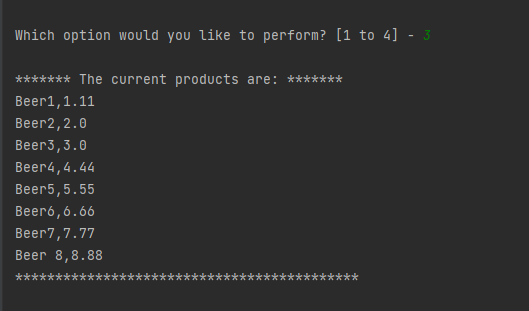 Which option would you like to perform? [1 to 4] - 3
******* The current products are: *******
Beer1,1.11
Beer2,2.0
Beer3,3.0
Beer4,4.44
Beer5,5.55
Beer6,6.66
Beer7,7.77
Beer 8,8.88
*******************************************